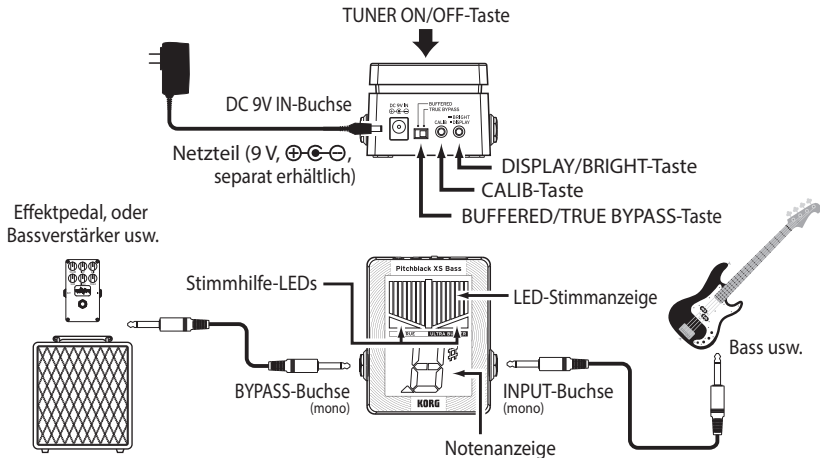 TUNER ON/OFF-Taste
DC 9V IN-Buchse
DC 9V IN
BUFFERED
TRUE BYPASS
CALIB
BRIGHT
DISPLAY
Netzteil (9 V, ⊕-⊙-⊖,
separat erhältlich)
DISPLAY/BRIGHT-Taste
CALIB-Taste
BUFFERED/TRUE BYPASS-Taste
Effektpedal, oder
Bassverstärker usw.
Pitchblack XS Bass
Stimmhilfe-LEDs
LED-Stimmanzeige
Bass usw.
BYPASS-Buchse
(mono)
INPUT-Buchse
(mono)
KORG
Notenanzeige